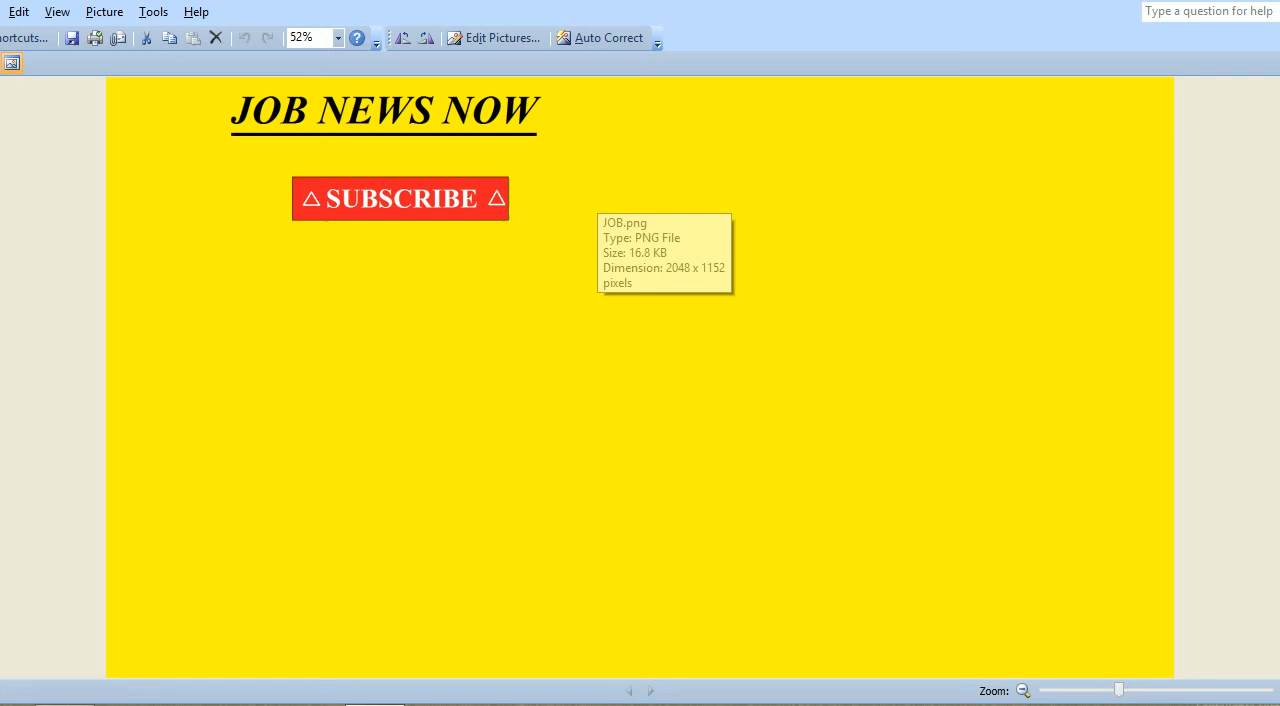 Edit View Picture Tools Help Type a question for help
ortcuts... 52% Edit Pictures... Auto Correct
JOB NEWS NOW
△ SUBSCRIBE △
JOB.png
Type: PNG File
Size: 16.8 KB
Dimension: 2048 x 1152
pixels
Zoom: